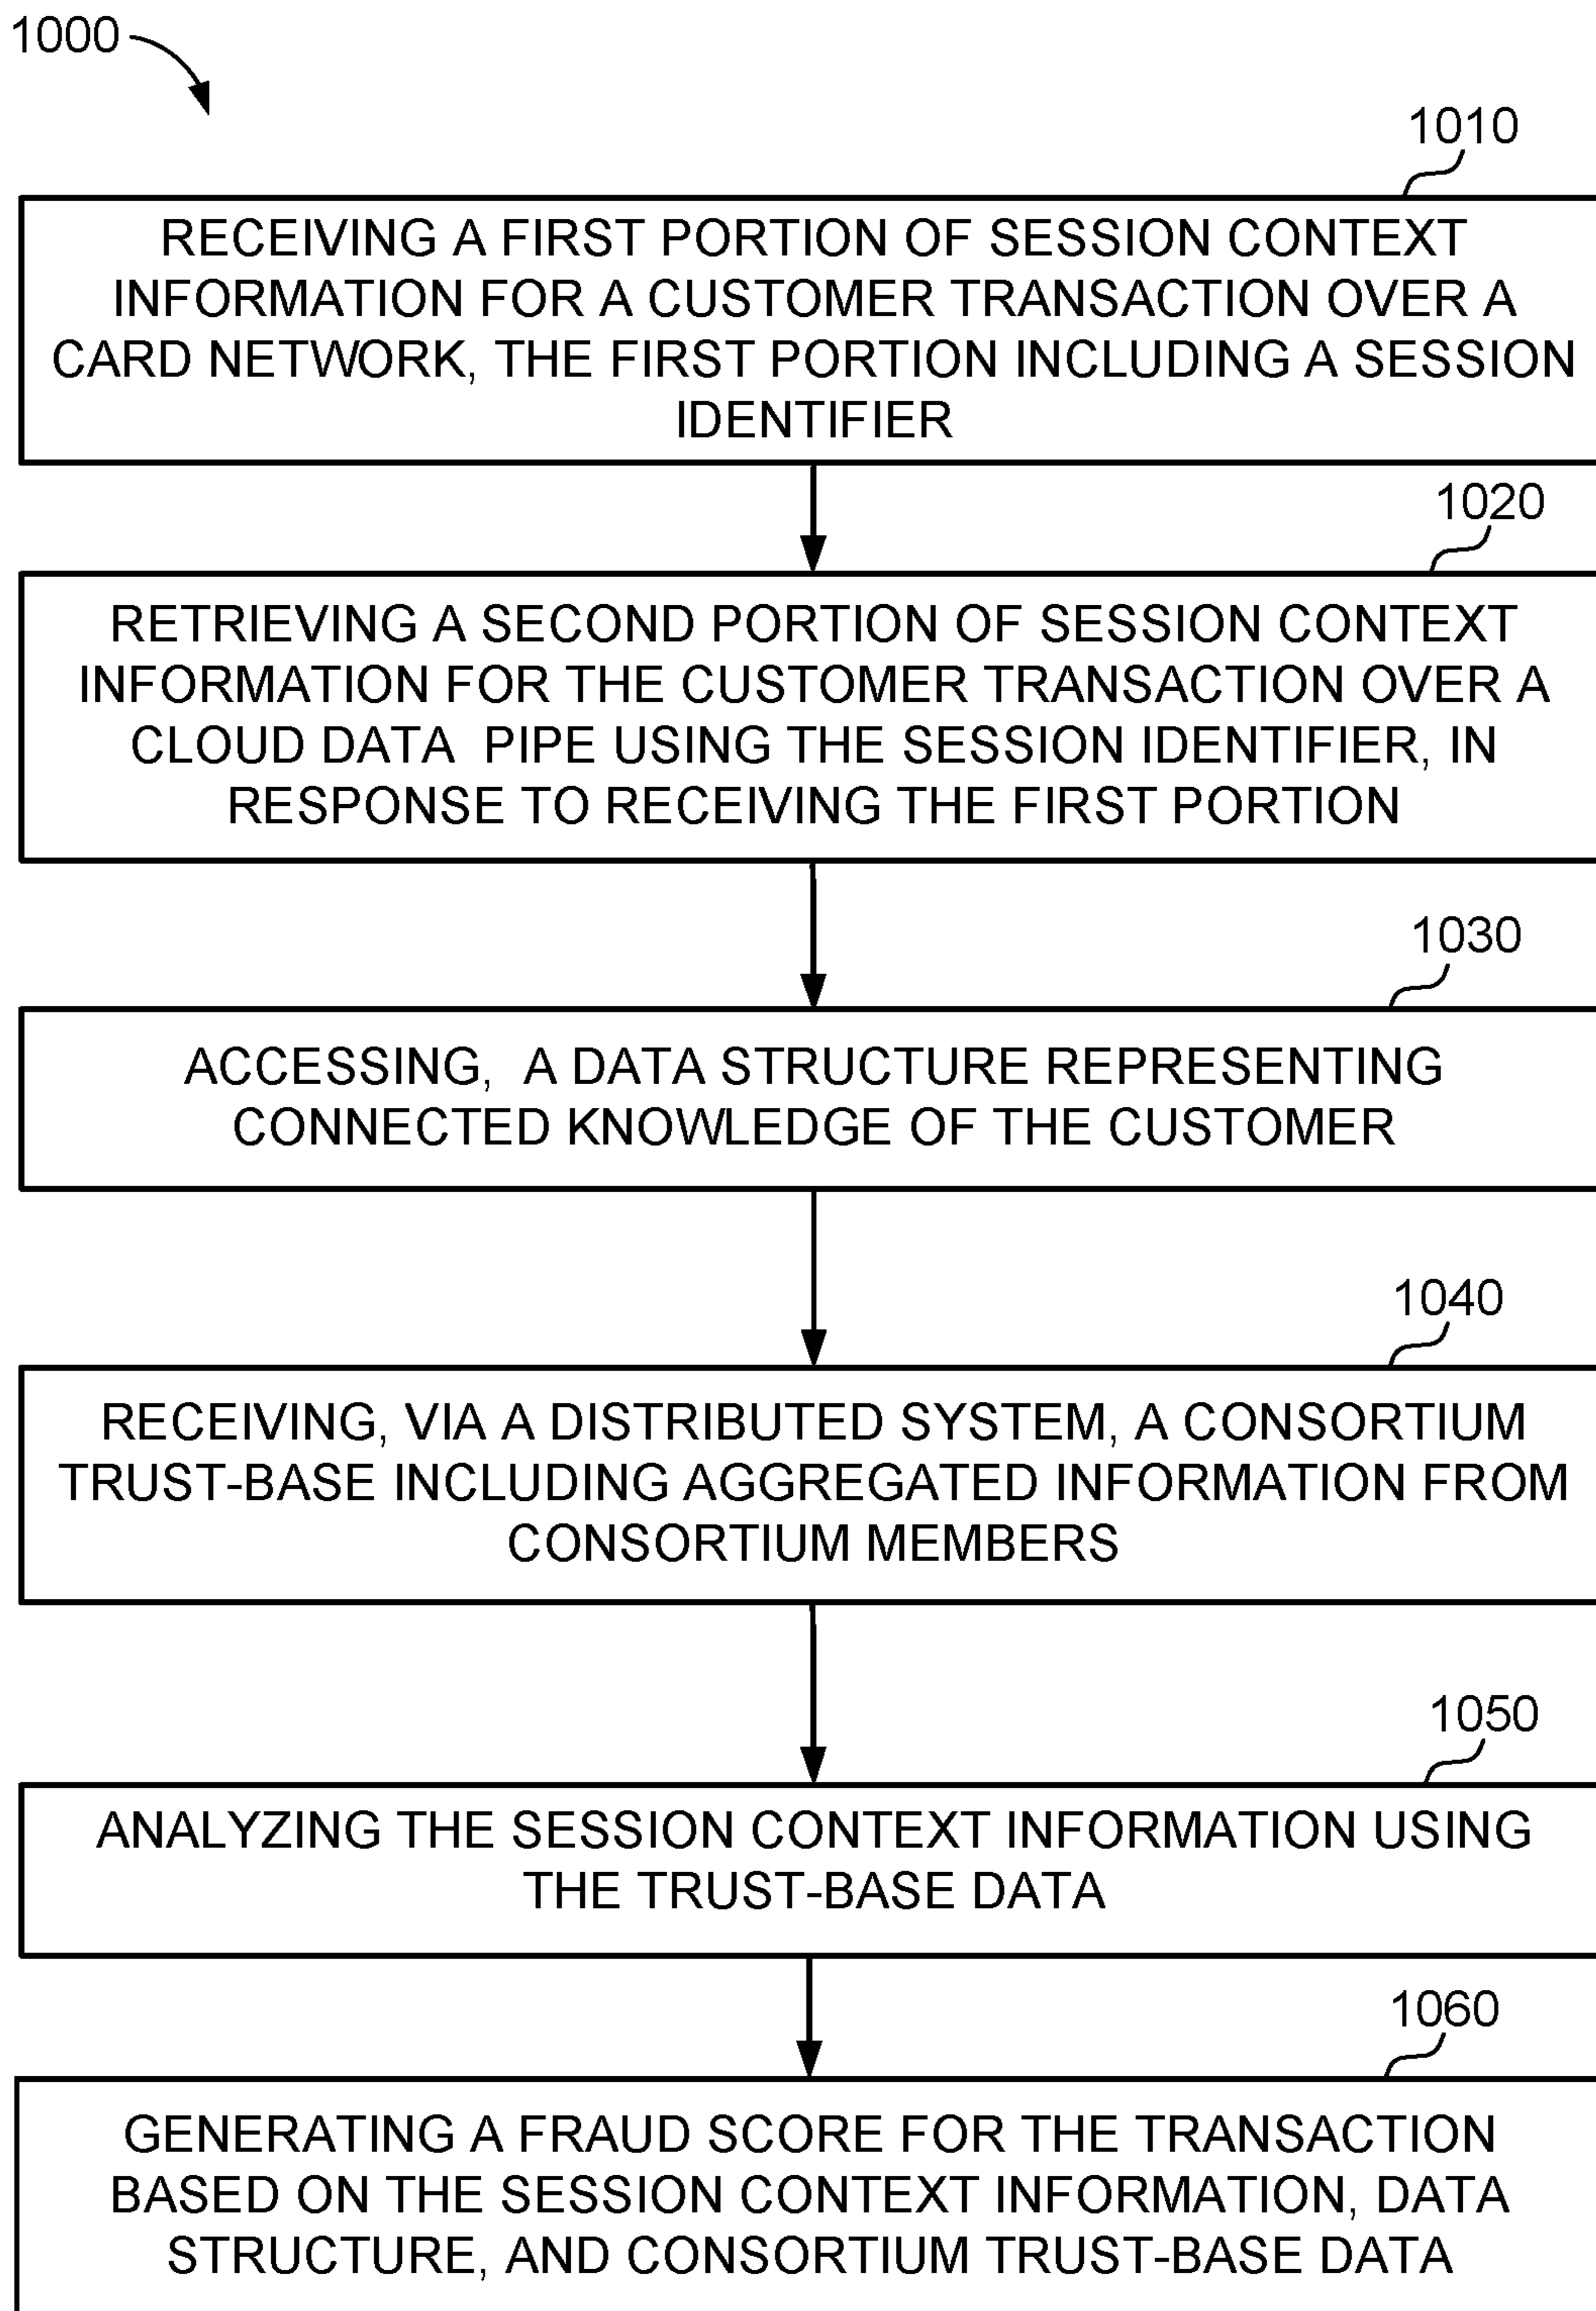 1000
1010
RECEIVING A FIRST PORTION OF SESSION CONTEXT
INFORMATION FOR A CUSTOMER TRANSACTION OVER A
CARD NETWORK, THE FIRST PORTION INCLUDING A SESSION
IDENTIFIER
1020
RETRIEVING A SECOND PORTION OF SESSION CONTEXT
INFORMATION FOR THE CUSTOMER TRANSACTION OVER A
CLOUD DATA PIPE USING THE SESSION IDENTIFIER, IN
RESPONSE TO RECEIVING THE FIRST PORTION
1030
ACCESSING, A DATA STRUCTURE REPRESENTING
CONNECTED KNOWLEDGE OF THE CUSTOMER
1040
RECEIVING, VIA A DISTRIBUTED SYSTEM, A CONSORTIUM
TRUST-BASE INCLUDING AGGREGATED INFORMATION FROM
CONSORTIUM MEMBERS
1050
ANALYZING THE SESSION CONTEXT INFORMATION USING
THE TRUST-BASE DATA
1060
GENERATING A FRAUD SCORE FOR THE TRANSACTION
BASED ON THE SESSION CONTEXT INFORMATION, DATA
STRUCTURE, AND CONSORTIUM TRUST-BASE DATA